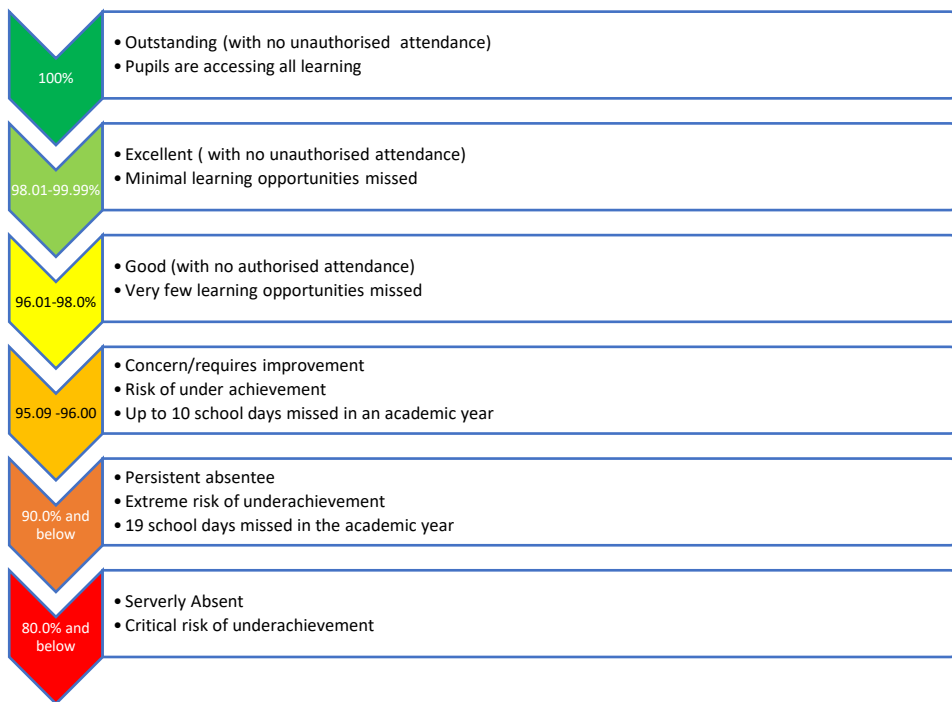 100%
• Outstanding (with no unauthorised  attendance)
• Pupils are accessing all learning
98.01-99.99%
• Excellent ( with no unauthorised attendance)
• Minimal learning opportunities missed
96.01-98.0%
• Good (with no authorised attendance)
• Very few learning opportunities missed
95.09 -96.00
• Concern/requires improvement
• Risk of under achievement
• Up to 10 school days missed in an academic year
90.0% and
below
• Persistent absentee
• Extreme risk of underachievement
• 19 school days missed in the academic year
80.0% and
below
• Serverly Absent
• Critical risk of underachievement